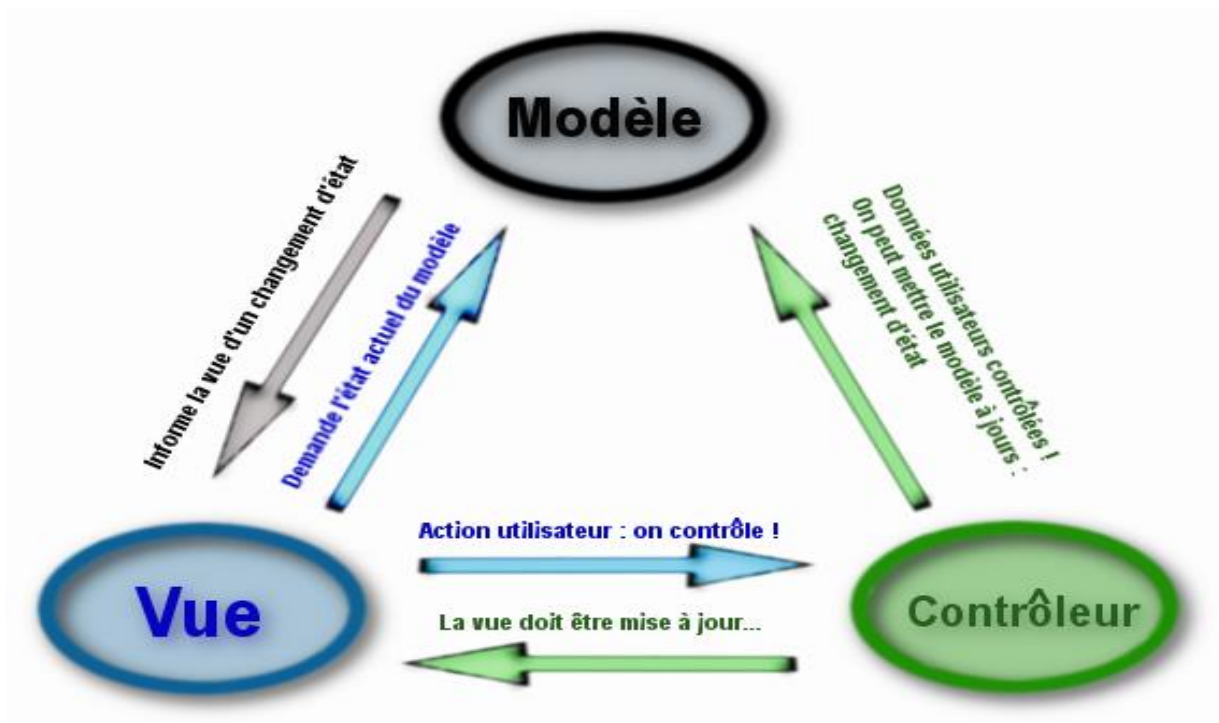 Modèle
Informe la vue d'un changement d'état
Demande l'état actuel du modèle
Données utilisateurs contrôlées !
On peut mettre le modèle à jours :
changement d'état
Action utilisateur : on contrôle !
Vue
Contrôleur
La vue doit être mise à jour...